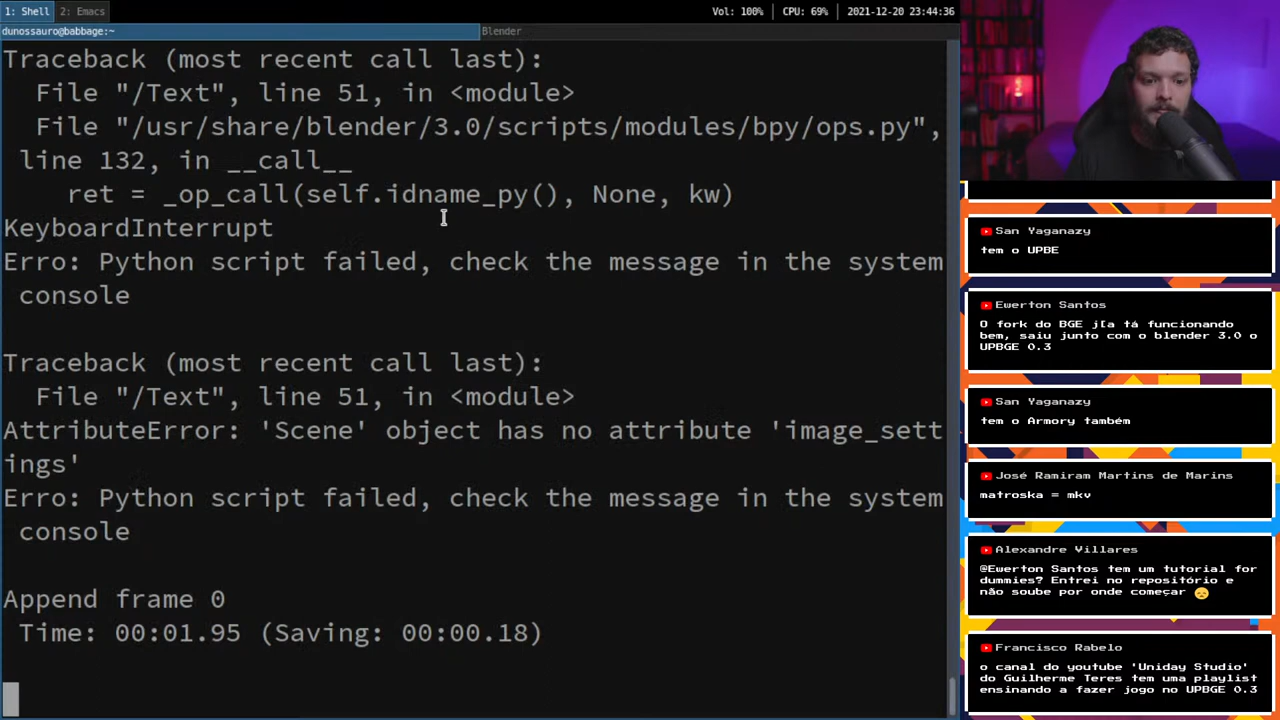 1: Shell
2: Emacs
Vol: 100%
CPU: 69%
2021-12-20 23:44:36
dunossauro@babbage:~
Blender
Traceback (most recent call last):
File "/Text", line 51, in <module>
File "/usr/share/blender/3.0/scripts/modules/bpy/ops.py",
line 132, in __call__
ret = _op_call(self.idname_py(), None, kw)
KeyboardInterrupt
Erro: Python script failed, check the message in the system
console
Traceback (most recent call last):
File "/Text", line 51, in <module>
AttributeError: 'Scene' object has no attribute 'image_sett
ings'
Erro: Python script failed, check the message in the system
console
Append frame 0
Time: 00:01.95 (Saving: 00:00.18)
San Yaganazy
tem o UPBE
Ewerton Santos
O fork do BGE j[a tá funcionando
bem, saiu junto com o blender 3.0 o
UPBGE 0.3
San Yaganazy
tem o Armory também
José Ramiram Martins de Marins
matroska = mkv
Alexandre Villares
@Ewerton Santos tem um tutorial for
dummies? Entrei no repositório e
não soube por onde começar 😞
Francisco Rabelo
o canal do youtube 'Uniday Studio'
do Guilherme Teres tem uma playlist
ensinando a fazer jogo no UPBGE 0.3